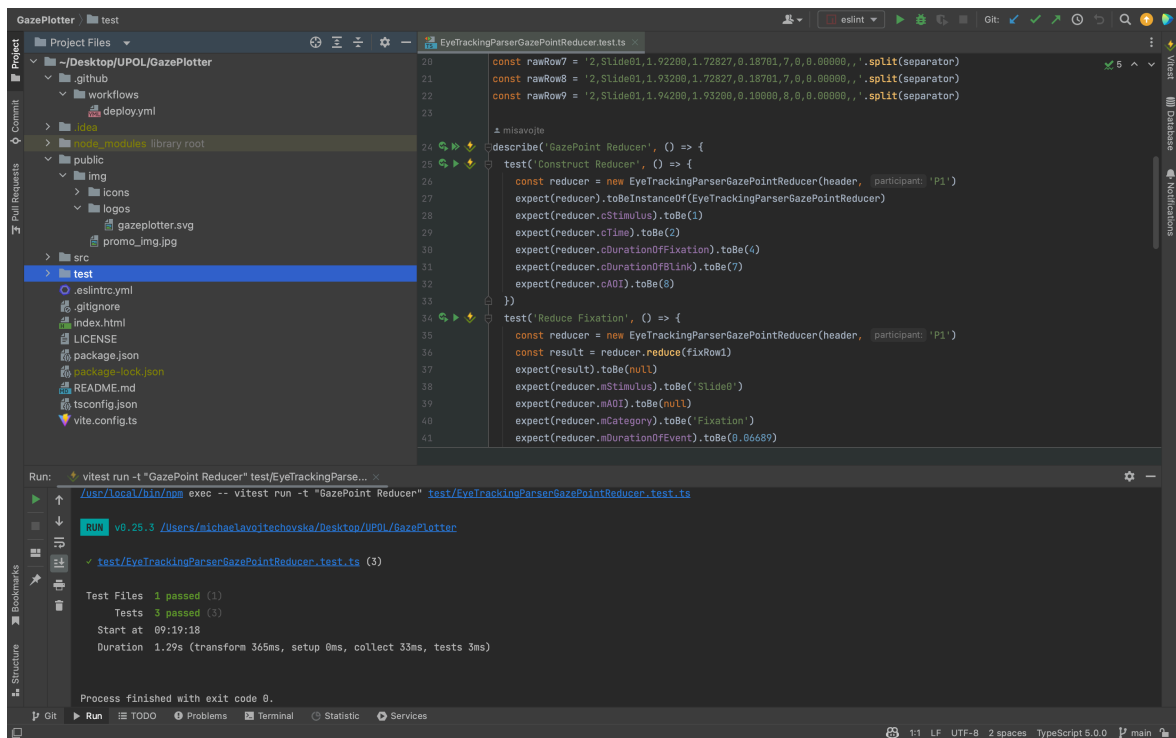 GazePlotter test
eslint
Git:
Project Files
EyeTrackingParserGazePointReducer.test.ts
Project
Commit
Pull Requests
Bookmarks
Structure
~/Desktop/UPOL/GazePlotter
.github
workflows
deploy.yml
.idea
node_modules library root
public
img
icons
logos
gazeplotter.svg
promo_img.jpg
src
test
.eslintrc.yml
.gitignore
index.html
LICENSE
package.json
package-lock.json
README.md
tsconfig.json
vite.config.ts
5
20 const rawRow7 = '2,Slide01,1.92200,1.72827,0.18701,7,0,0.00000,,'.split(separator)
21 const rawRow8 = '2,Slide01,1.93200,1.72827,0.18701,7,0,0.00000,,'.split(separator)
22 const rawRow9 = '2,Slide01,1.94200,1.93200,0.10000,8,0,0.00000,,'.split(separator)
23
misavojte
24 describe('GazePoint Reducer', () => {
25 test('Construct Reducer', () => {
26 const reducer = new EyeTrackingParserGazePointReducer(header, participant: 'P1')
27 expect(reducer).toBeInstanceOf(EyeTrackingParserGazePointReducer)
28 expect(reducer.cStimulus).toBe(1)
29 expect(reducer.cTime).toBe(2)
30 expect(reducer.cDurationOfFixation).toBe(4)
31 expect(reducer.cDurationOfBlink).toBe(7)
32 expect(reducer.cAOI).toBe(8)
33 })
34 test('Reduce Fixation', () => {
35 const reducer = new EyeTrackingParserGazePointReducer(header, participant: 'P1')
36 const result = reducer.reduce(fixRow1)
37 expect(result).toBe(null)
38 expect(reducer.mStimulus).toBe('Slide0')
39 expect(reducer.mAOI).toBe(null)
40 expect(reducer.mCategory).toBe('Fixation')
41 expect(reducer.mDurationOfEvent).toBe(0.06689)
Vitest
Database
Notifications
Run: vitest run -t "GazePoint Reducer" test/EyeTrackingParse...
/usr/local/bin/npm exec -- vitest run -t "GazePoint Reducer" test/EyeTrackingParserGazePointReducer.test.ts
RUN v0.25.3 /Users/michaelavojtechovska/Desktop/UPOL/GazePlotter
✓ test/EyeTrackingParserGazePointReducer.test.ts (3)
Test Files 1 passed (1)
Tests 3 passed (3)
Start at 09:19:18
Duration 1.29s (transform 365ms, setup 0ms, collect 33ms, tests 3ms)
Process finished with exit code 0.
Git Run TODO Problems Terminal Statistic Services
1:1 LF UTF-8 2 spaces TypeScript 5.0.0 main